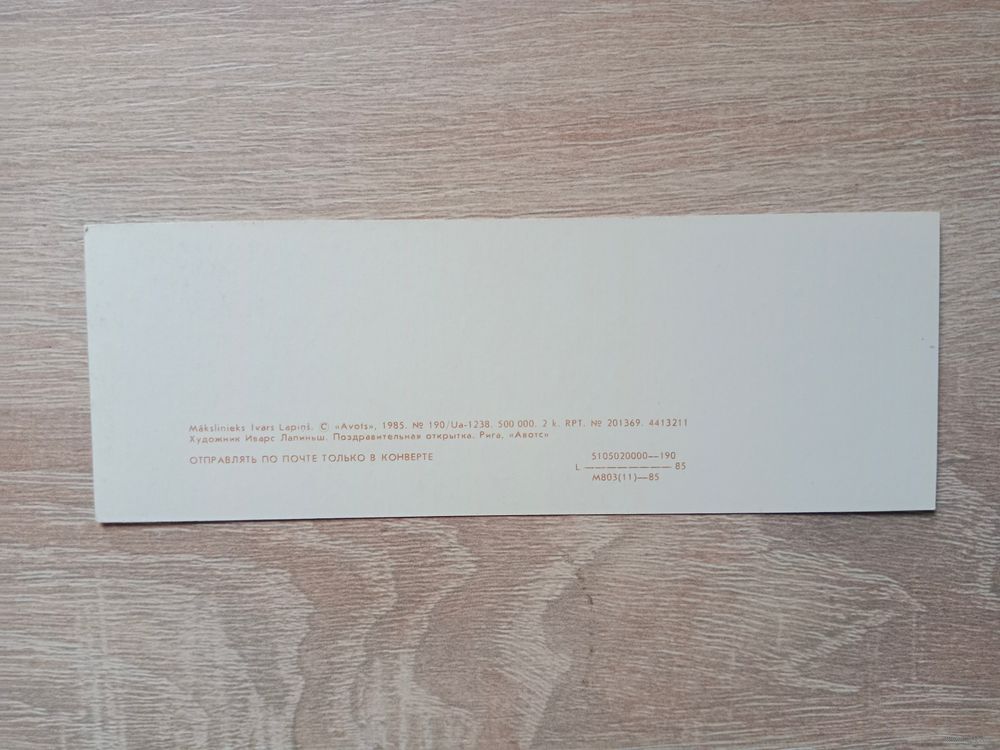 Mākslinieks Ivars Lapiņš. © «Avots», 1985. № 190/Ua-1238. 500 000. 2 k. RPT. № 201369. 4413211
Художник Иварс Лапиньш. Поздравительная открытка. Рига, «Авотс»
ОТПРАВЛЯТЬ ПО ПОЧТЕ ТОЛЬКО В КОНВЕРТЕ
5105020000—190
L ———————— 85
M803(11)—85